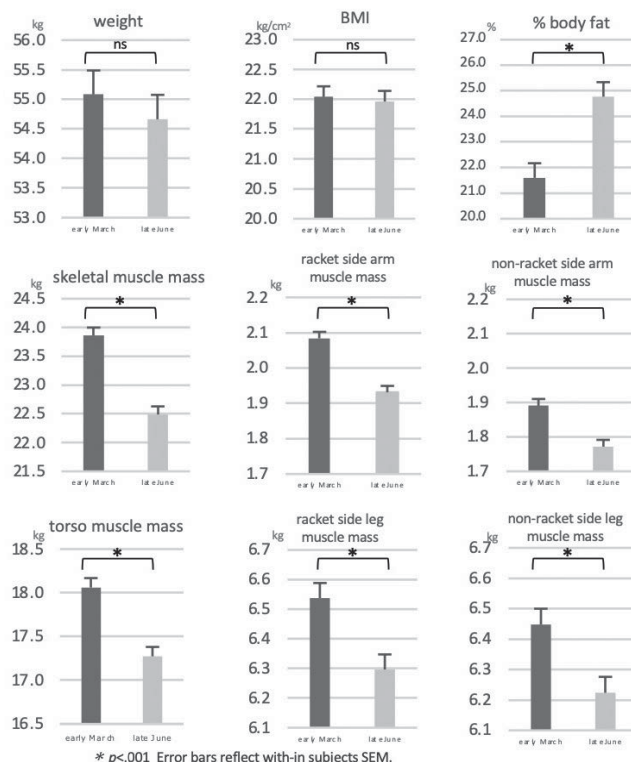 weight
kg
56.0
55.5
55.0
54.5
54.0
53.5
53.0
ns
early March
late June
BMI
kg/cm²
23.0
22.5
22.0
21.5
21.0
20.5
20.0
ns
early March
late June
% body fat
%
27.0
26.0
25.0
24.0
23.0
22.0
21.0
20.0
*
early March
late June
skeletal muscle mass
kg
24.5
24.0
23.5
23.0
22.5
22.0
21.5
*
early March
late June
racket side arm
muscle mass
kg
2.2
2.1
2.0
1.9
1.8
1.7
*
early March
late June
non-racket side arm
muscle mass
kg
2.2
2.1
2.0
1.9
1.8
1.7
*
early March
late June
torso muscle mass
kg
18.5
18.0
17.5
17.0
16.5
*
early March
late June
racket side leg
muscle mass
kg
6.7
6.6
6.5
6.4
6.3
6.2
6.1
*
early March
late June
non-racket side leg
muscle mass
kg
6.7
6.6
6.5
6.4
6.3
6.2
6.1
*
early March
late June
* p<.001 Error bars reflect with-in subjects SEM.